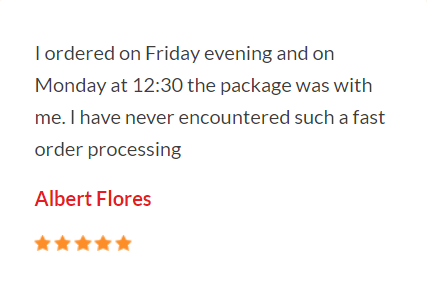 I ordered on Friday evening and on
Monday at 12:30 the package was with
me. I have never encountered such a fast
order processing
Albert Flores